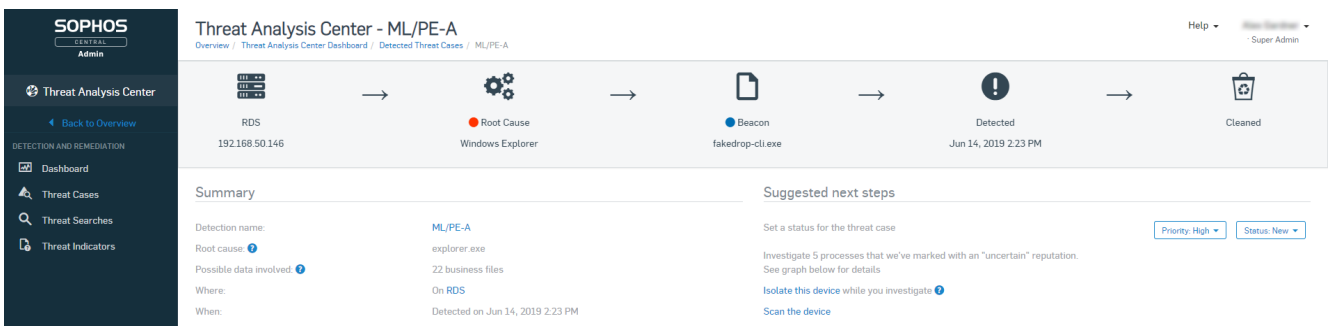 SOPHOS
CENTRAL
Admin
Threat Analysis Center
Back to Overview
DETECTION AND REMEDIATION
Dashboard
Threat Cases
Threat Searches
Threat Indicators
Threat Analysis Center - ML/PE-A
Overview / Threat Analysis Center Dashboard / Detected Threat Cases / ML/PE-A
Help
· Super Admin
RDS
192.168.50.146
Root Cause
Windows Explorer
Beacon
fakedrop-cli.exe
Detected
Jun 14, 2019 2:23 PM
Cleaned
Summary
Detection name: ML/PE-A
Root cause: ? explorer.exe
Possible data involved: ? 22 business files
Where: On RDS
When: Detected on Jun 14, 2019 2:23 PM
Suggested next steps
Set a status for the threat case Priority: High Status: New
Investigate 5 processes that we've marked with an "uncertain" reputation.
See graph below for details
Isolate this device while you investigate ?
Scan the device